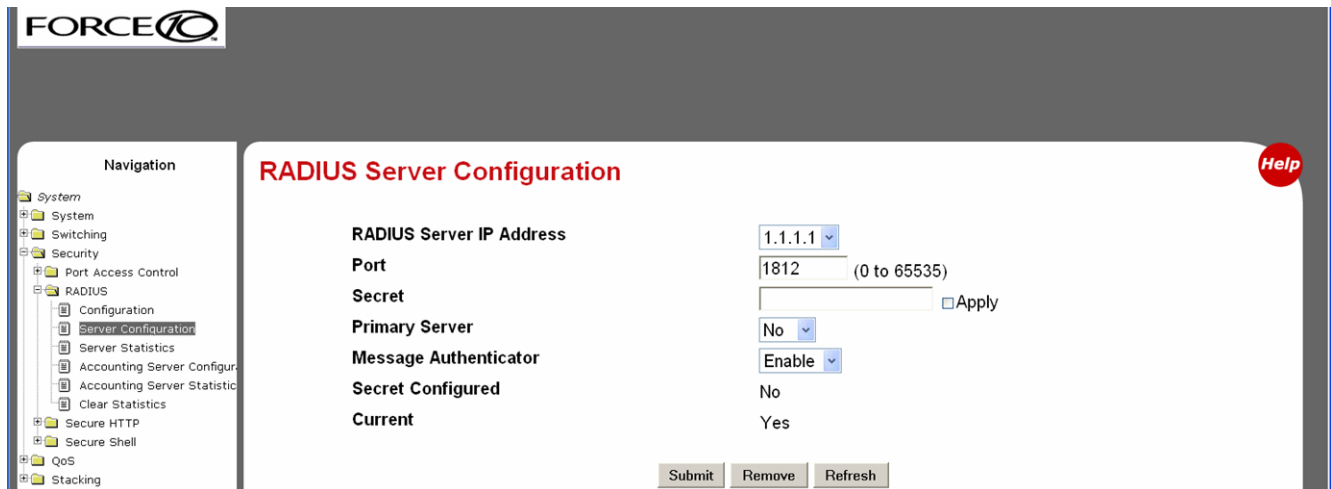 FORCE10
Navigation
System
System
Switching
Security
Port Access Control
RADIUS
Configuration
Server Configuration
Server Statistics
Accounting Server Configur
Accounting Server Statistic
Clear Statistics
Secure HTTP
Secure Shell
QoS
Stacking
RADIUS Server Configuration
Help
RADIUS Server IP Address 1.1.1.1
Port 1812 (0 to 65535)
Secret Apply
Primary Server No
Message Authenticator Enable
Secret Configured No
Current Yes
Submit Remove Refresh